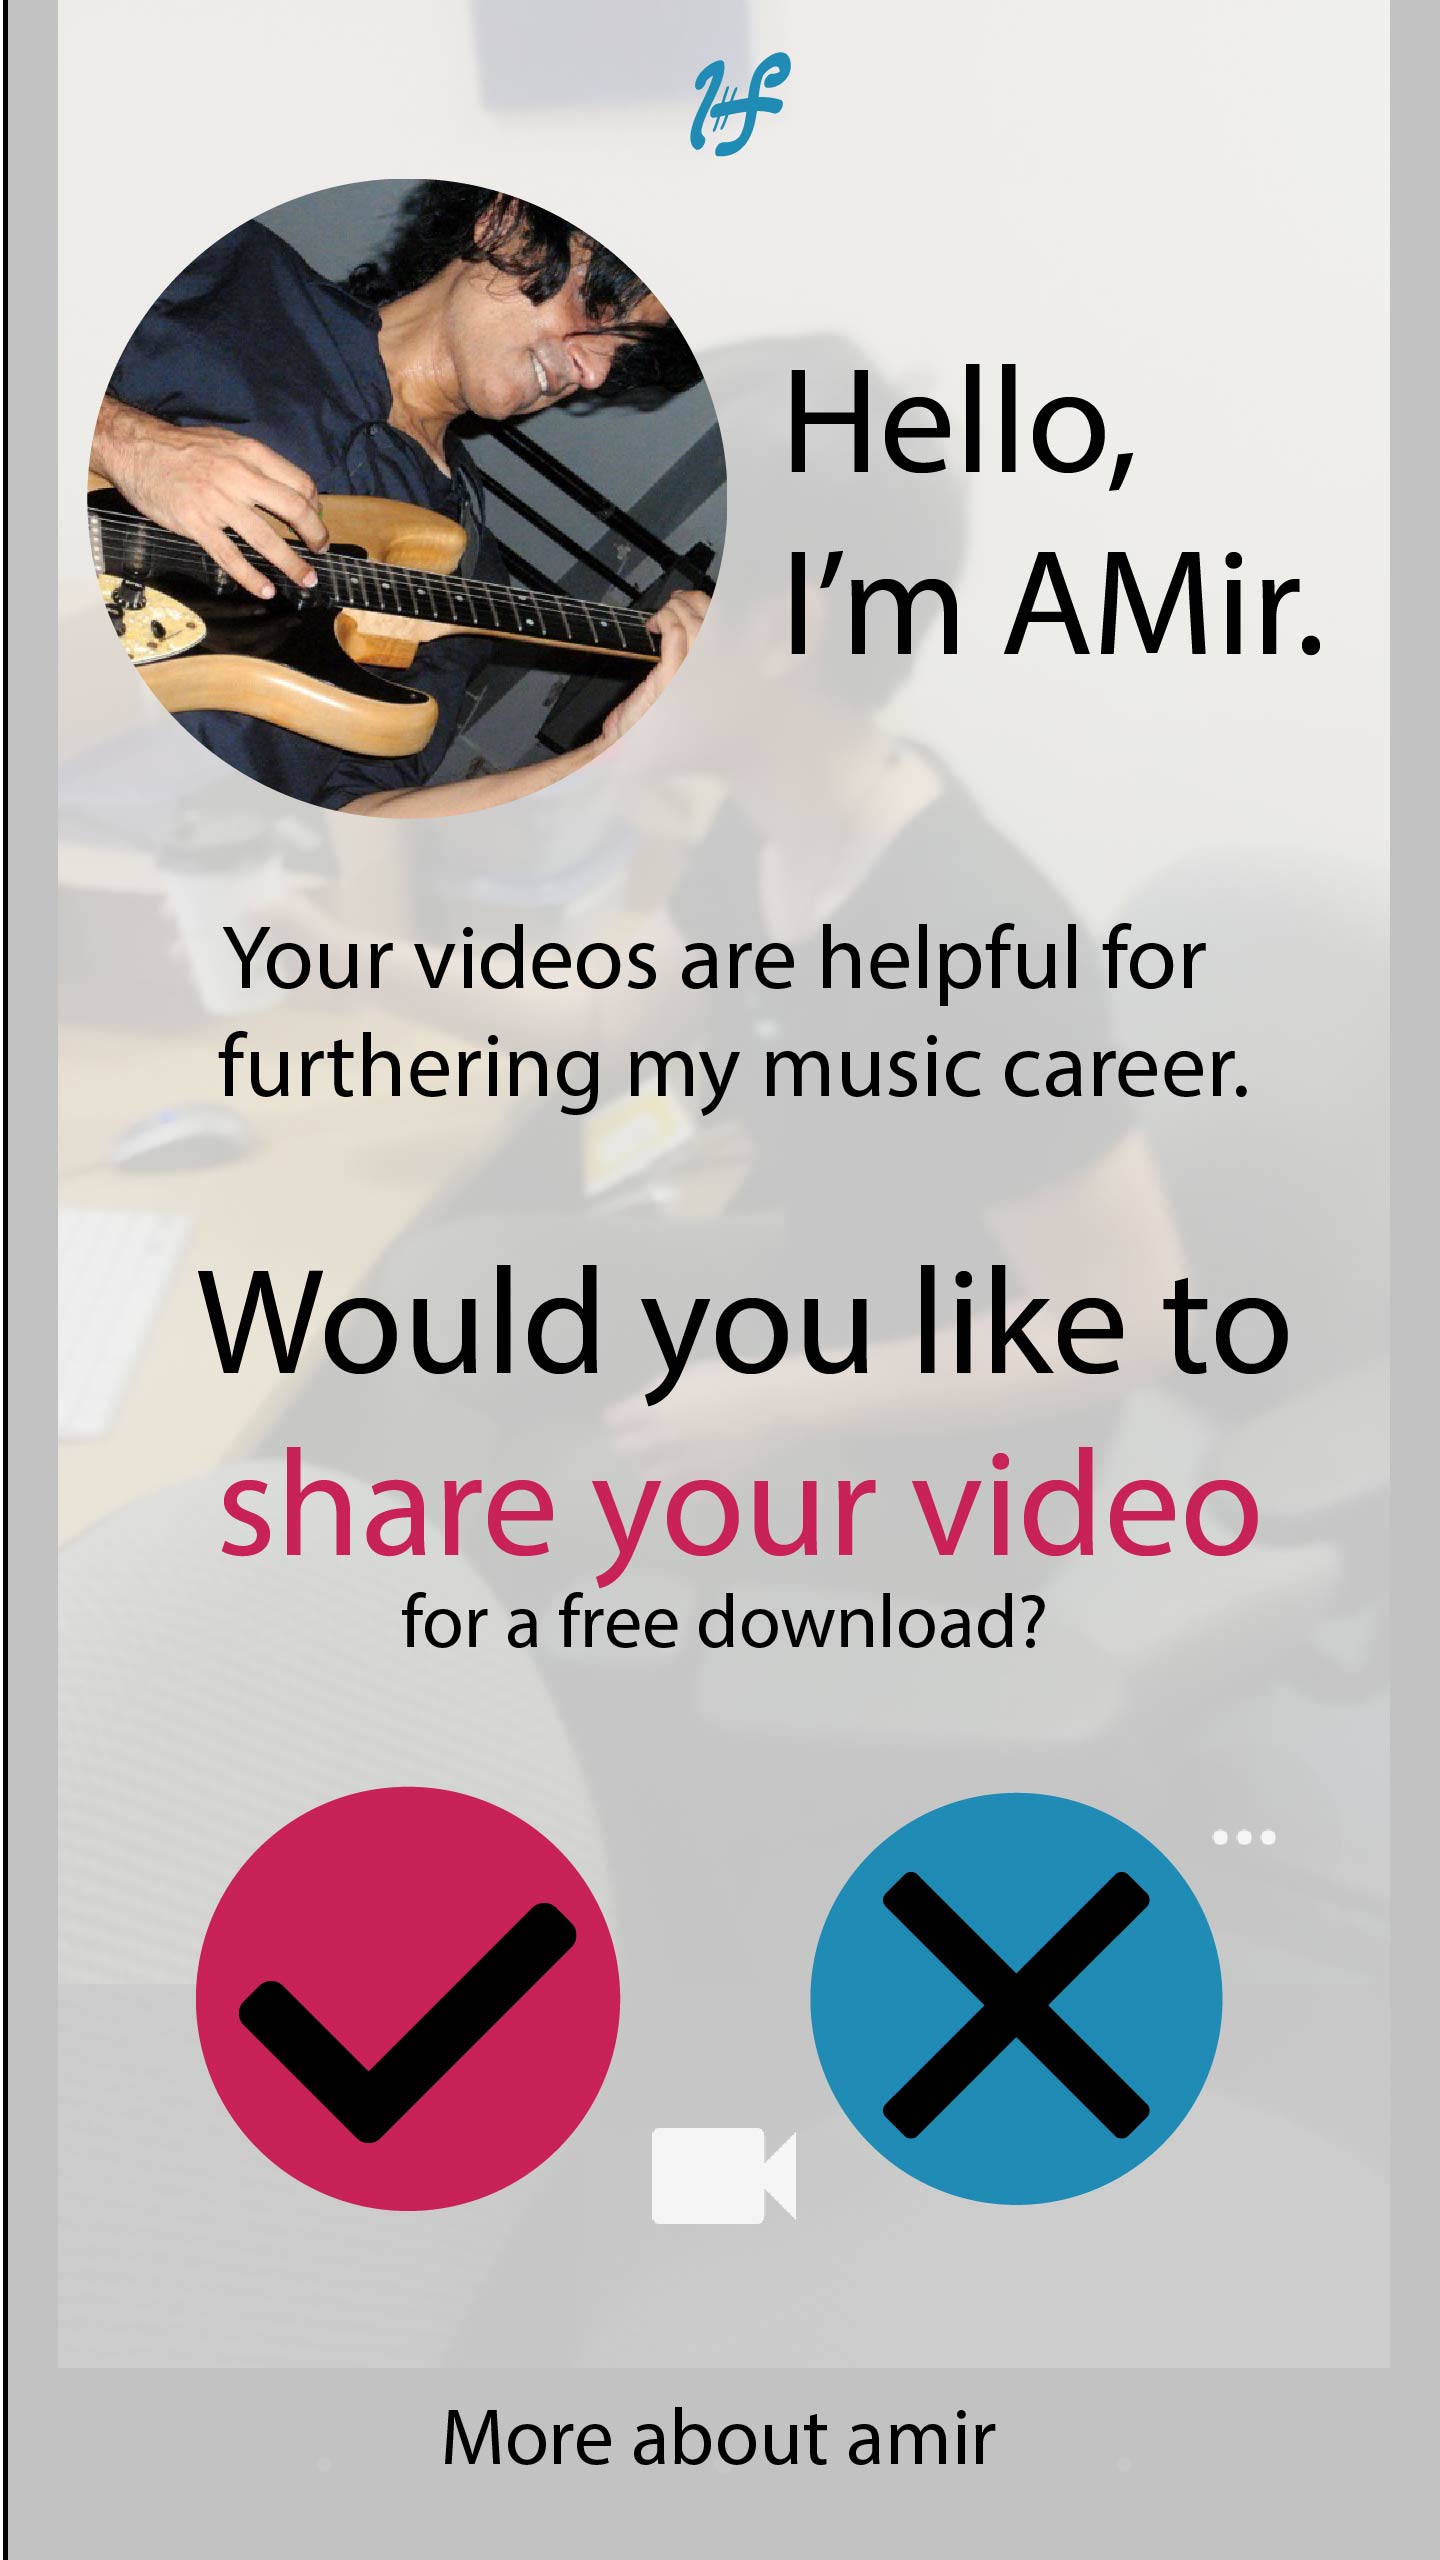 Hello,
I'm AMir.
Your videos are helpful for
furthering my music career.
Would you like to
share your video
for a free download?
More about amir